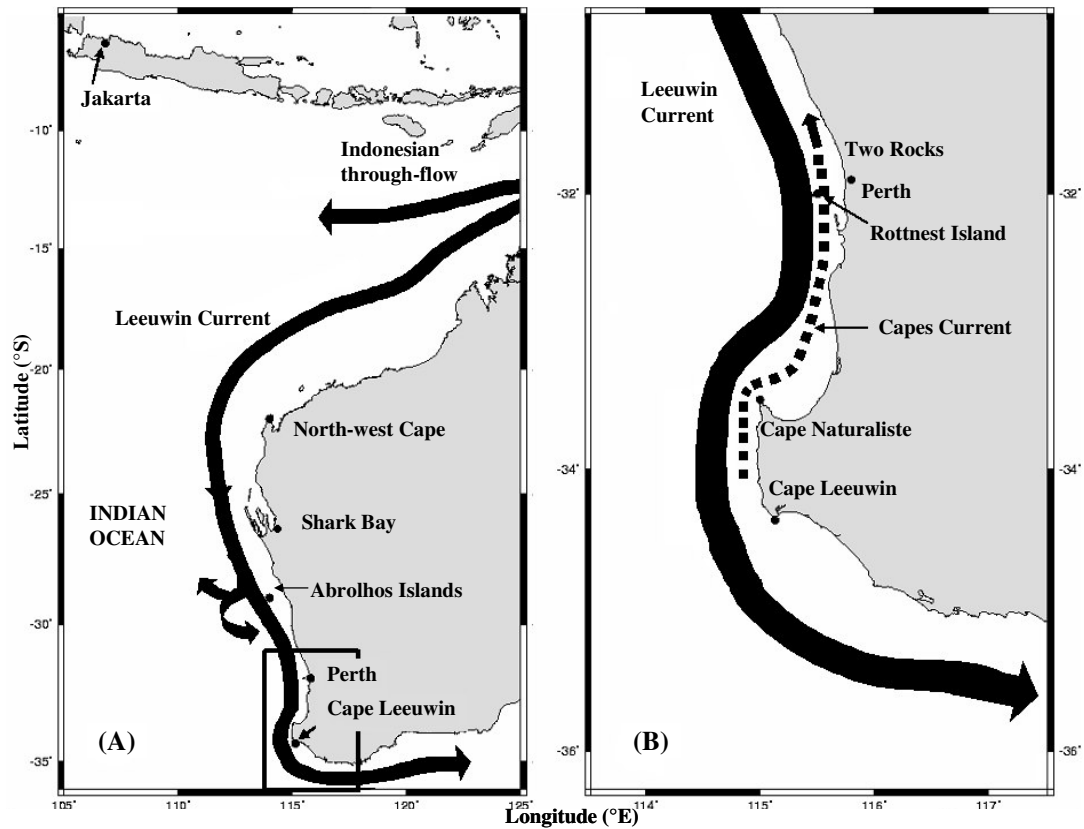 Jakarta
Indonesian
through-flow
Leeuwin Current
North-west Cape
Shark Bay
INDIAN
OCEAN
Abrolhos Islands
Perth
Cape Leeuwin
(A)
-10°
-15°
-20°
-25°
-30°
-35°
105°
110°
115°
120°
125°
Latitude (°S)
Leeuwin
Current
Two Rocks
Perth
Rottnest Island
Capes Current
Cape Naturaliste
Cape Leeuwin
(B)
-32°
-34°
-36°
-32°
-34°
-36°
114°
115°
116°
117°
Longitude (°E)